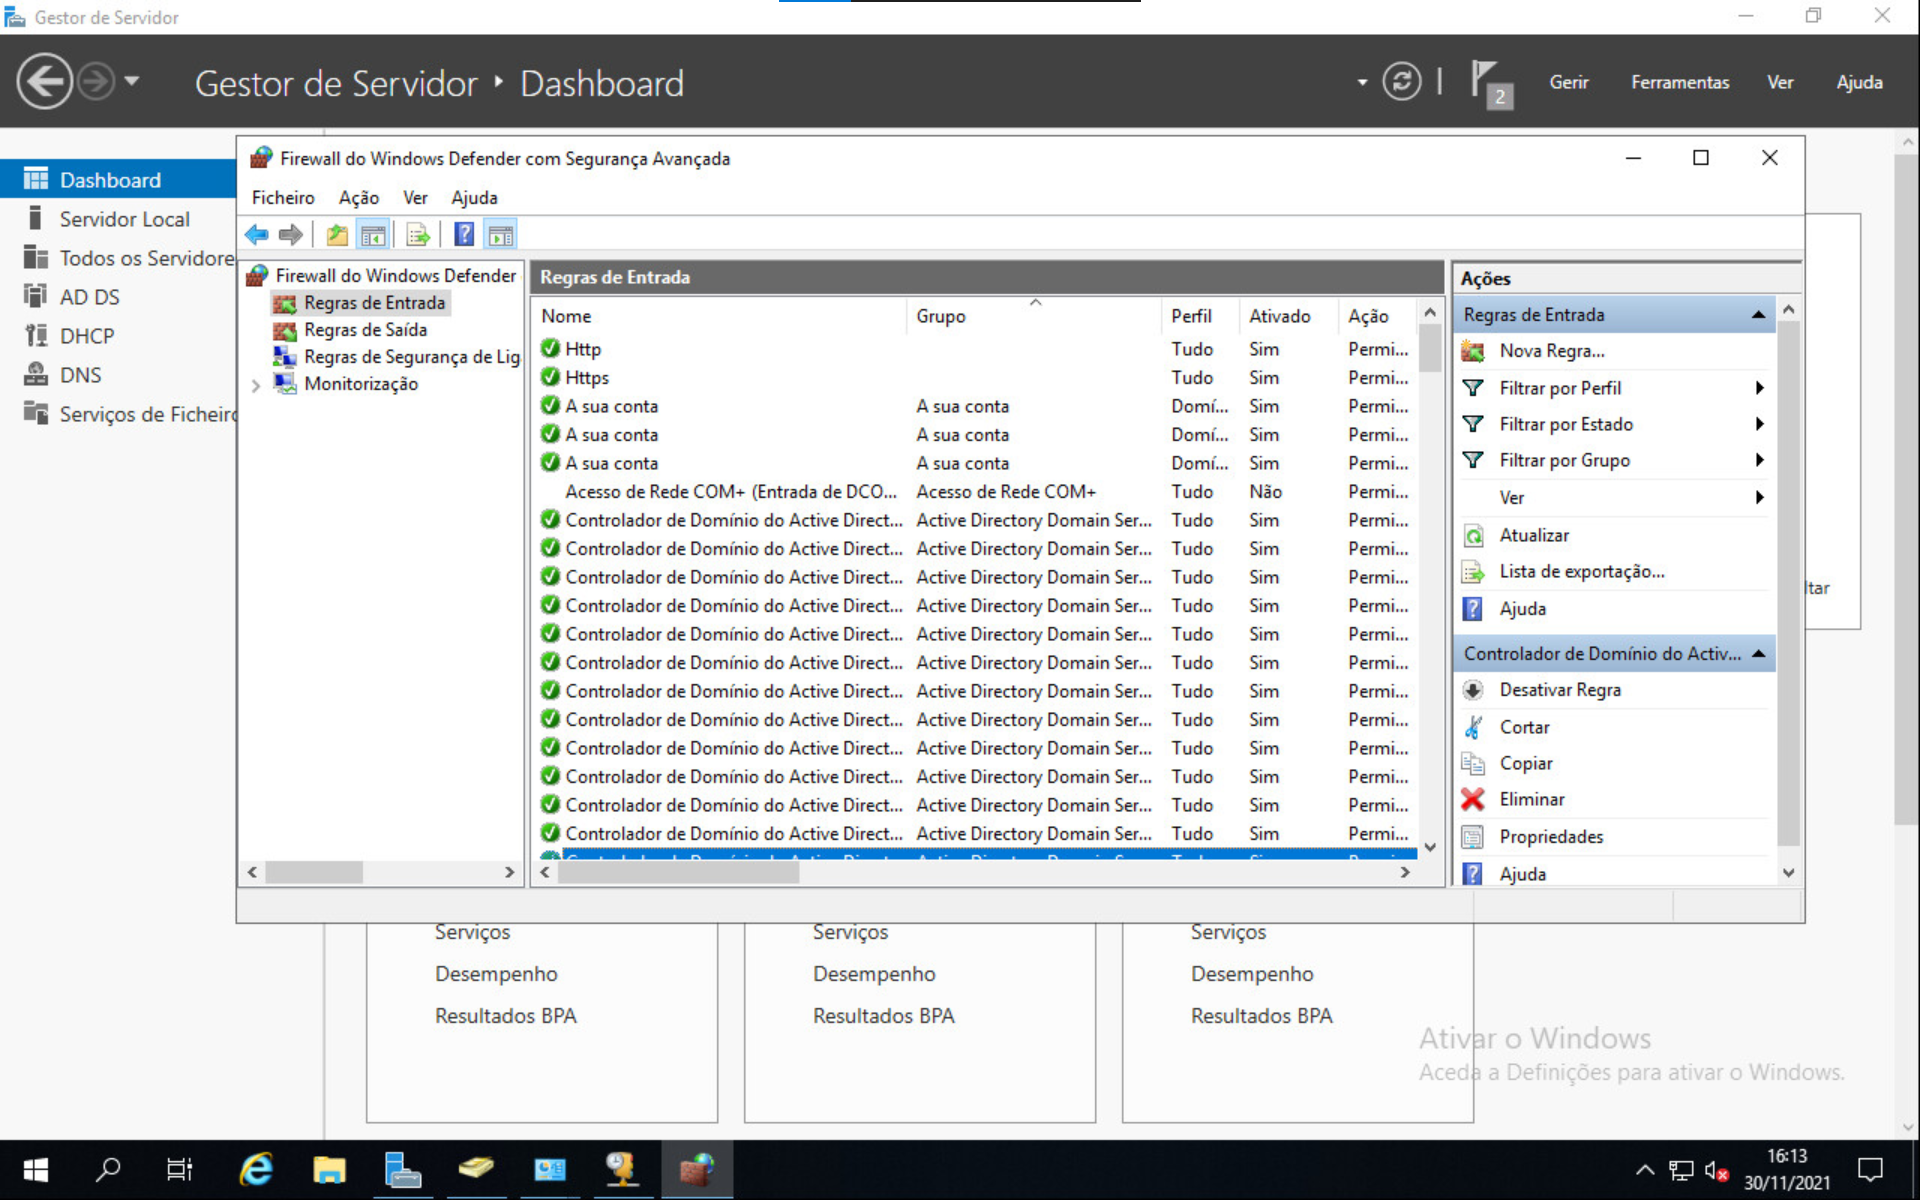 Gestor de Servidor
Gestor de Servidor ‣ Dashboard
2
Gerir
Ferramentas
Ver
Ajuda
Dashboard
Servidor Local
Todos os Servidore
AD DS
DHCP
DNS
Serviços de Ficheiro
Firewall do Windows Defender com Segurança Avançada
Ficheiro Ação Ver Ajuda
Firewall do Windows Defender
Regras de Entrada
Regras de Saída
Regras de Segurança de Lig
Monitorização
Regras de Entrada
Nome Grupo Perfil Ativado Ação
Http Tudo Sim Permi...
Https Tudo Sim Permi...
A sua conta A sua conta Domí... Sim Permi...
A sua conta A sua conta Domí... Sim Permi...
A sua conta A sua conta Domí... Sim Permi...
Acesso de Rede COM+ (Entrada de DCO... Acesso de Rede COM+ Tudo Não Permi...
Controlador de Domínio do Active Direct... Active Directory Domain Ser... Tudo Sim Permi...
Controlador de Domínio do Active Direct... Active Directory Domain Ser... Tudo Sim Permi...
Controlador de Domínio do Active Direct... Active Directory Domain Ser... Tudo Sim Permi...
Controlador de Domínio do Active Direct... Active Directory Domain Ser... Tudo Sim Permi...
Controlador de Domínio do Active Direct... Active Directory Domain Ser... Tudo Sim Permi...
Controlador de Domínio do Active Direct... Active Directory Domain Ser... Tudo Sim Permi...
Controlador de Domínio do Active Direct... Active Directory Domain Ser... Tudo Sim Permi...
Controlador de Domínio do Active Direct... Active Directory Domain Ser... Tudo Sim Permi...
Controlador de Domínio do Active Direct... Active Directory Domain Ser... Tudo Sim Permi...
Controlador de Domínio do Active Direct... Active Directory Domain Ser... Tudo Sim Permi...
Controlador de Domínio do Active Direct... Active Directory Domain Ser... Tudo Sim Permi...
Controlador de Domínio do Active Direct... Active Directory Domain Ser... Tudo Sim Permi...
Ações
Regras de Entrada
Nova Regra...
Filtrar por Perfil
Filtrar por Estado
Filtrar por Grupo
Ver
Atualizar
Lista de exportação...
Ajuda
Controlador de Domínio do Activ...
Desativar Regra
Cortar
Copiar
Eliminar
Propriedades
Ajuda
ltar
Serviços
Desempenho
Resultados BPA
Serviços
Desempenho
Resultados BPA
Serviços
Desempenho
Resultados BPA
Ativar o Windows
Aceda a Definições para ativar o Windows.
16:13
30/11/2021